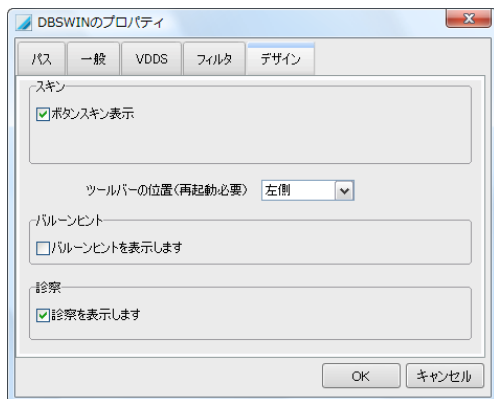 DBSWINのプロパティ
パス 一般 VDDS フィルタ デザイン
スキン
ボタンスキン表示
ツールバーの位置(再起動必要) 左側
バルーンヒント
バルーンヒントを表示します
診察
診察を表示します
OK キャンセル